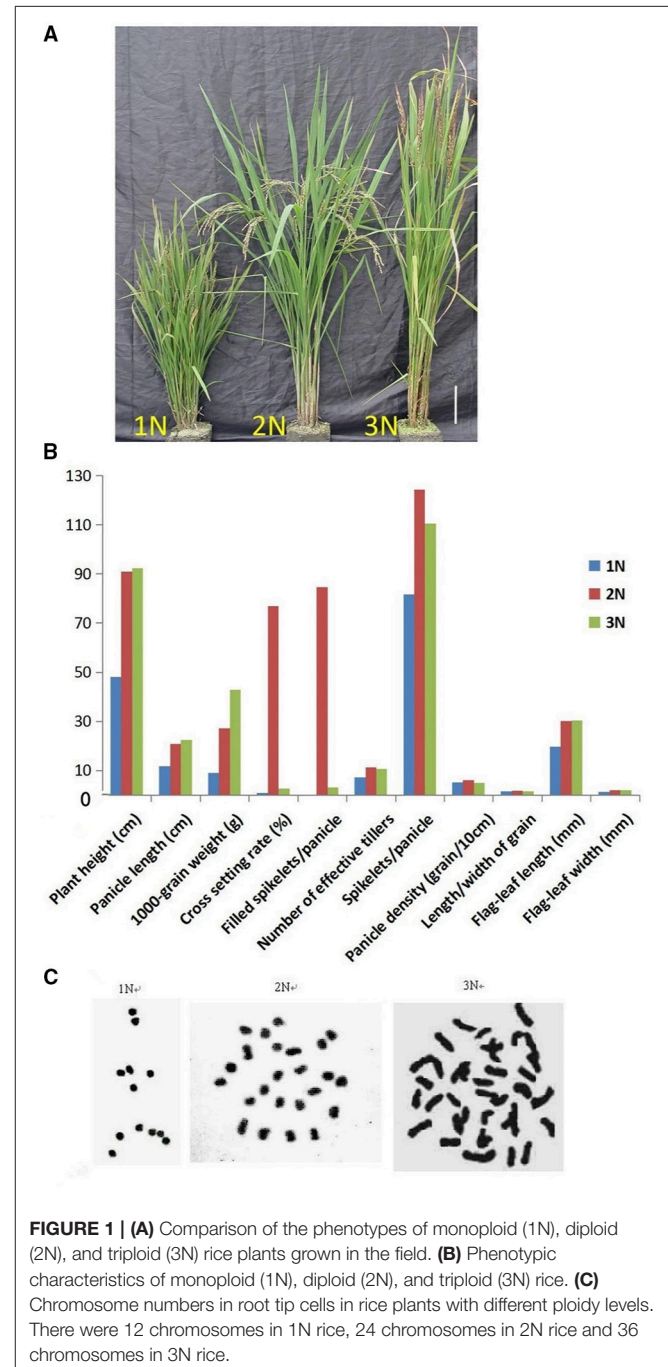 A
1N
2N
3N
B
130
110
90
70
50
30
10
0
1N
2N
3N
Plant height (cm)
Panicle length (cm)
1000-grain weight (g)
Cross setting rate (%)
Filled spikelets/panicle
Number of effective tillers
Spikelets/panicle
Panicle density (grain/10cm)
Length/width of grain
Flag-leaf length (mm)
Flag-leaf width (mm)
C
1N↵
2N↵
3N↵
FIGURE 1 | (A) Comparison of the phenotypes of monoploid (1N), diploid
(2N), and triploid (3N) rice plants grown in the field. (B) Phenotypic
characteristics of monoploid (1N), diploid (2N), and triploid (3N) rice. (C)
Chromosome numbers in root tip cells in rice plants with different ploidy levels.
There were 12 chromosomes in 1N rice, 24 chromosomes in 2N rice and 36
chromosomes in 3N rice.